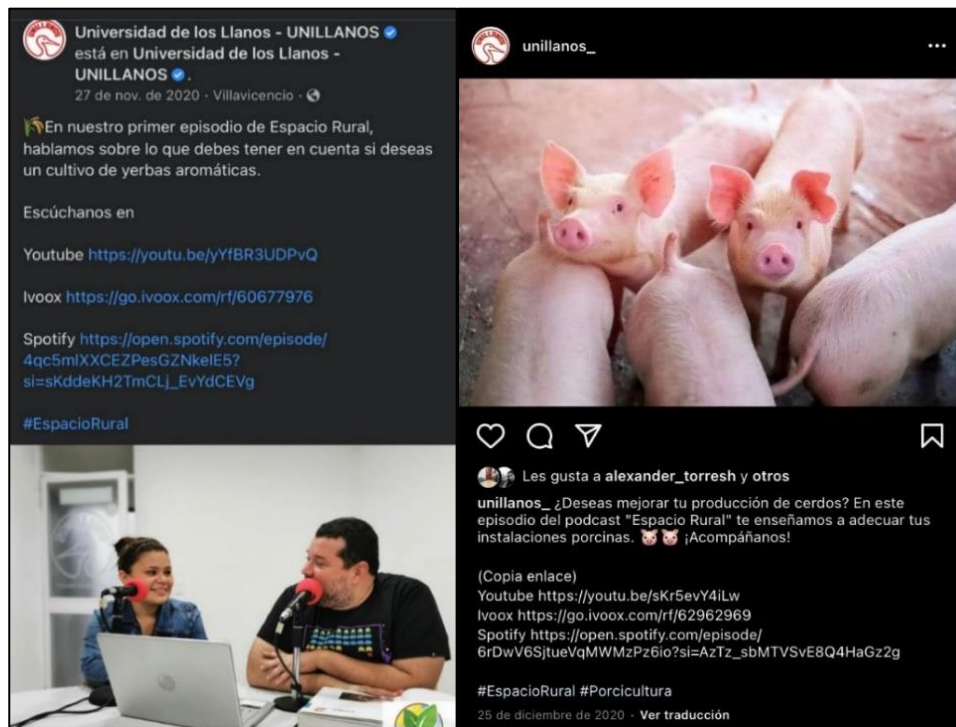 UNILLANOS
Universidad de los Llanos - UNILLANOS
está en Universidad de los Llanos -
UNILLANOS.
27 de nov. de 2020 · Villavicencio ·
En nuestro primer episodio de Espacio Rural,
hablamos sobre lo que debes tener en cuenta si deseas
un cultivo de yerbas aromáticas.
Escúchanos en
Youtube https://youtu.be/yYfBR3UDPvQ
Ivoox https://go.ivoox.com/rf/60677976
Spotify https://open.spotify.com/episode/
4qc5mlXXCEZPesGZNkelE5?
si=sKddeKH2TmCLj_EvYdCEVg
#EspacioRural
hp
UNILLANOS
unillanos_
Les gusta a alexander_torresh y otros
unillanos_ ¿Deseas mejorar tu producción de cerdos? En este
episodio del podcast "Espacio Rural" te enseñamos a adecuar tus
instalaciones porcinas. 🐷🐷 ¡Acompáñanos!
(Copia enlace)
Youtube https://youtu.be/sKr5evY4iLw
Ivoox https://go.ivoox.com/rf/62962969
Spotify https://open.spotify.com/episode/
6rDwV6SjtueVqMWMzPz6io?si=AzTz_sbMTVSvE8Q4HaGz2g
#EspacioRural #Porcicultura
25 de diciembre de 2020 · Ver traducción